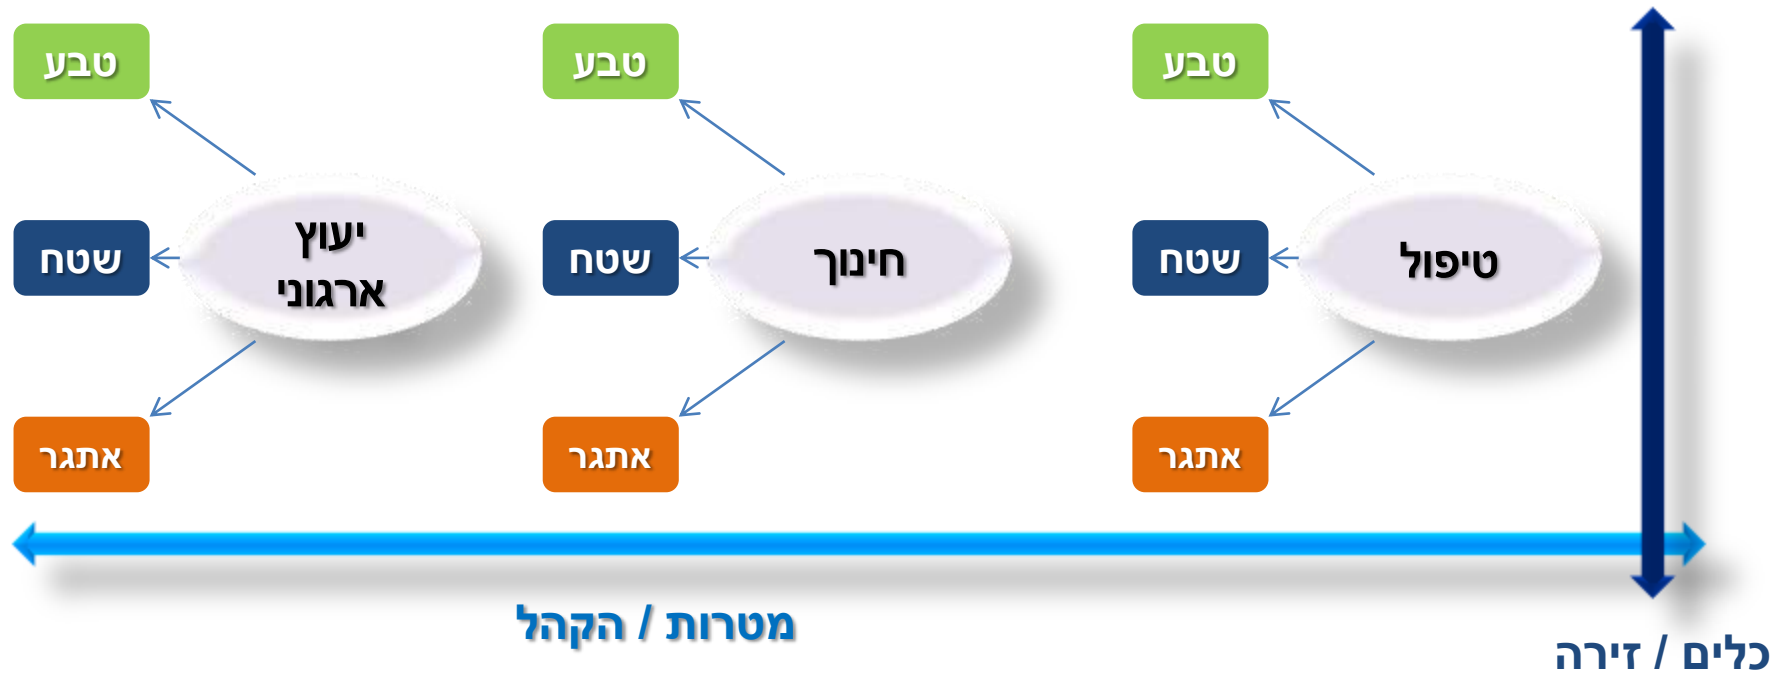 טבע
טבע
טבע
טיפול
חינוך
יעוץ
ארגוני
שטח
שטח
שטח
אתגר
אתגר
אתגר
מטרות / הקהל
כלים / זירה